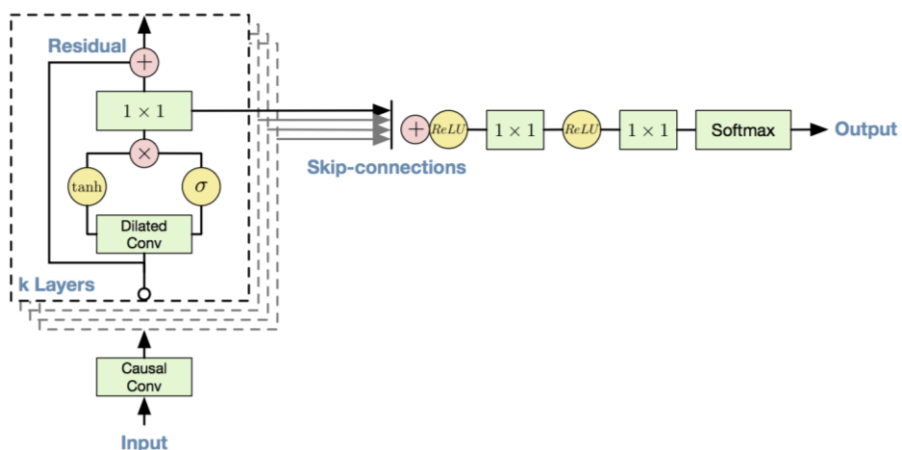 Residual
+
1 × 1
×
tanh
σ
Dilated
Conv
k Layers
Causal
Conv
Input
Skip-connections
+
ReLU
1 × 1
ReLU
1 × 1
Softmax
Output